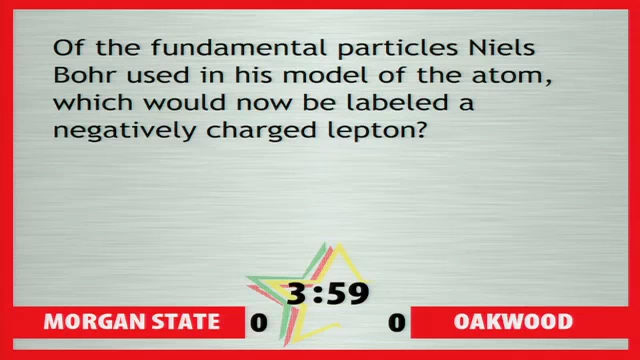 Of the fundamental particles Niels
Bohr used in his model of the atom,
which would now be labeled a
negatively charged lepton?
3:59
MORGAN STATE 0 0 OAKWOOD